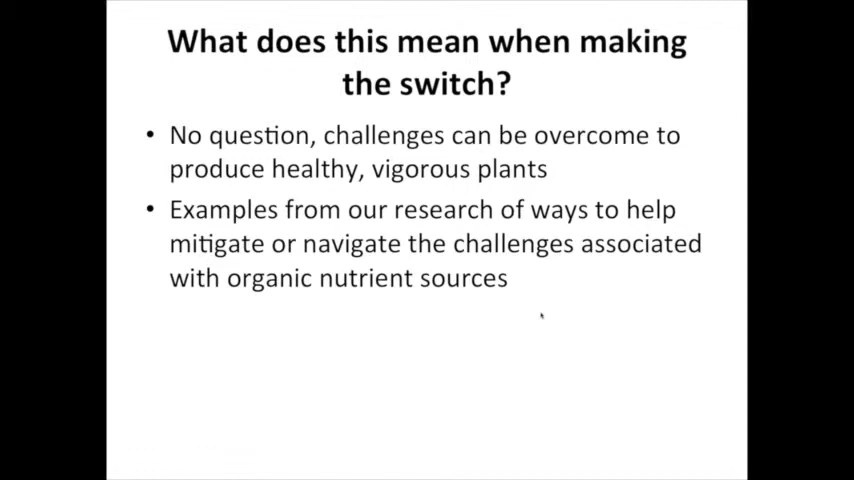 What does this mean when making
the switch?
• No question, challenges can be overcome to
produce healthy, vigorous plants
• Examples from our research of ways to help
mitigate or navigate the challenges associated
with organic nutrient sources